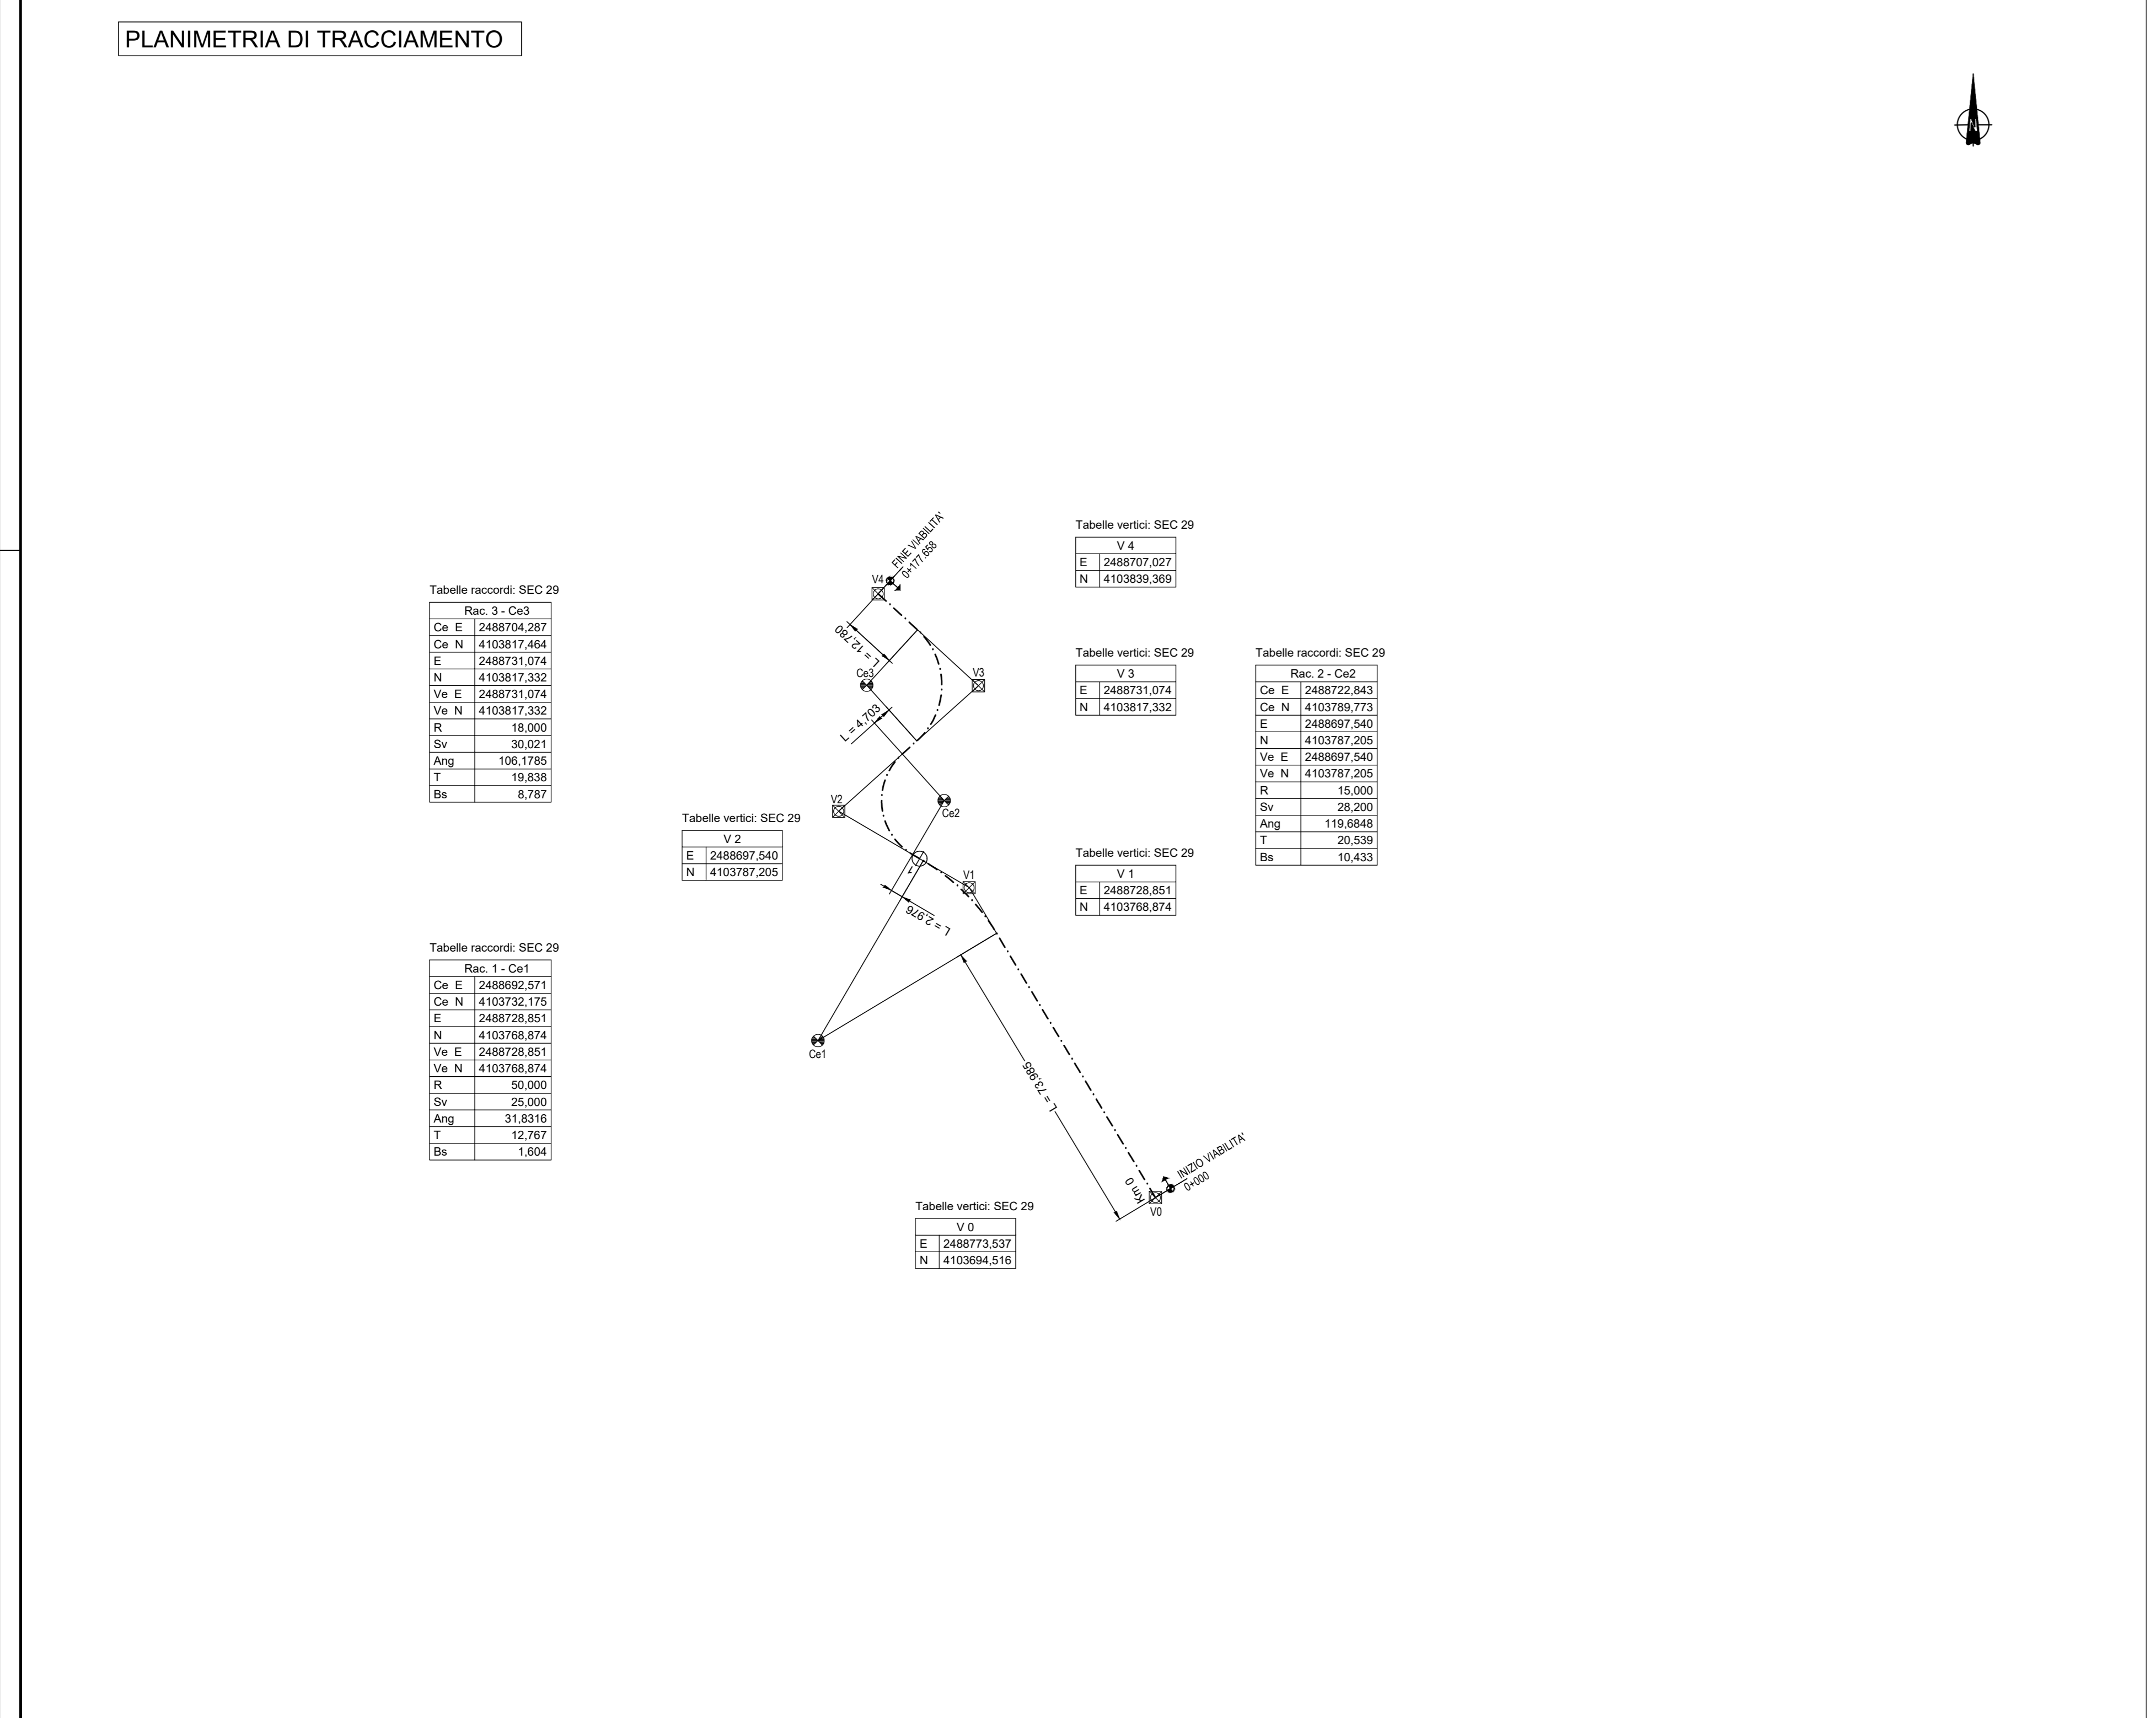 PLANIMETRIA DI TRACCIAMENTO
N
FINE VIABILITA'
0+177.658
V4
L = 12,780
Ce3
V3
L = 4,703
V2
Ce2
1
V1
L = 2,976
Ce1
L = 73,985
INIZIO VIABILITA'
0+000
Km 0
V0
Tabelle vertici: SEC 29
V 4
E 2488707,027
N 4103839,369
Tabelle raccordi: SEC 29
Rac. 3 - Ce3
Ce E 2488704,287
Ce N 4103817,464
E 2488731,074
N 4103817,332
Ve E 2488731,074
Ve N 4103817,332
R 18,000
Sv 30,021
Ang 106,1785
T 19,838
Bs 8,787
Tabelle vertici: SEC 29
V 3
E 2488731,074
N 4103817,332
Tabelle raccordi: SEC 29
Rac. 2 - Ce2
Ce E 2488722,843
Ce N 4103789,773
E 2488697,540
N 4103787,205
Ve E 2488697,540
Ve N 4103787,205
R 15,000
Sv 28,200
Ang 119,6848
T 20,539
Bs 10,433
Tabelle vertici: SEC 29
V 2
E 2488697,540
N 4103787,205
Tabelle vertici: SEC 29
V 1
E 2488728,851
N 4103768,874
Tabelle raccordi: SEC 29
Rac. 1 - Ce1
Ce E 2488692,571
Ce N 4103732,175
E 2488728,851
N 4103768,874
Ve E 2488728,851
Ve N 4103768,874
R 50,000
Sv 25,000
Ang 31,8316
T 12,767
Bs 1,604
Tabelle vertici: SEC 29
V 0
E 2488773,537
N 4103694,516